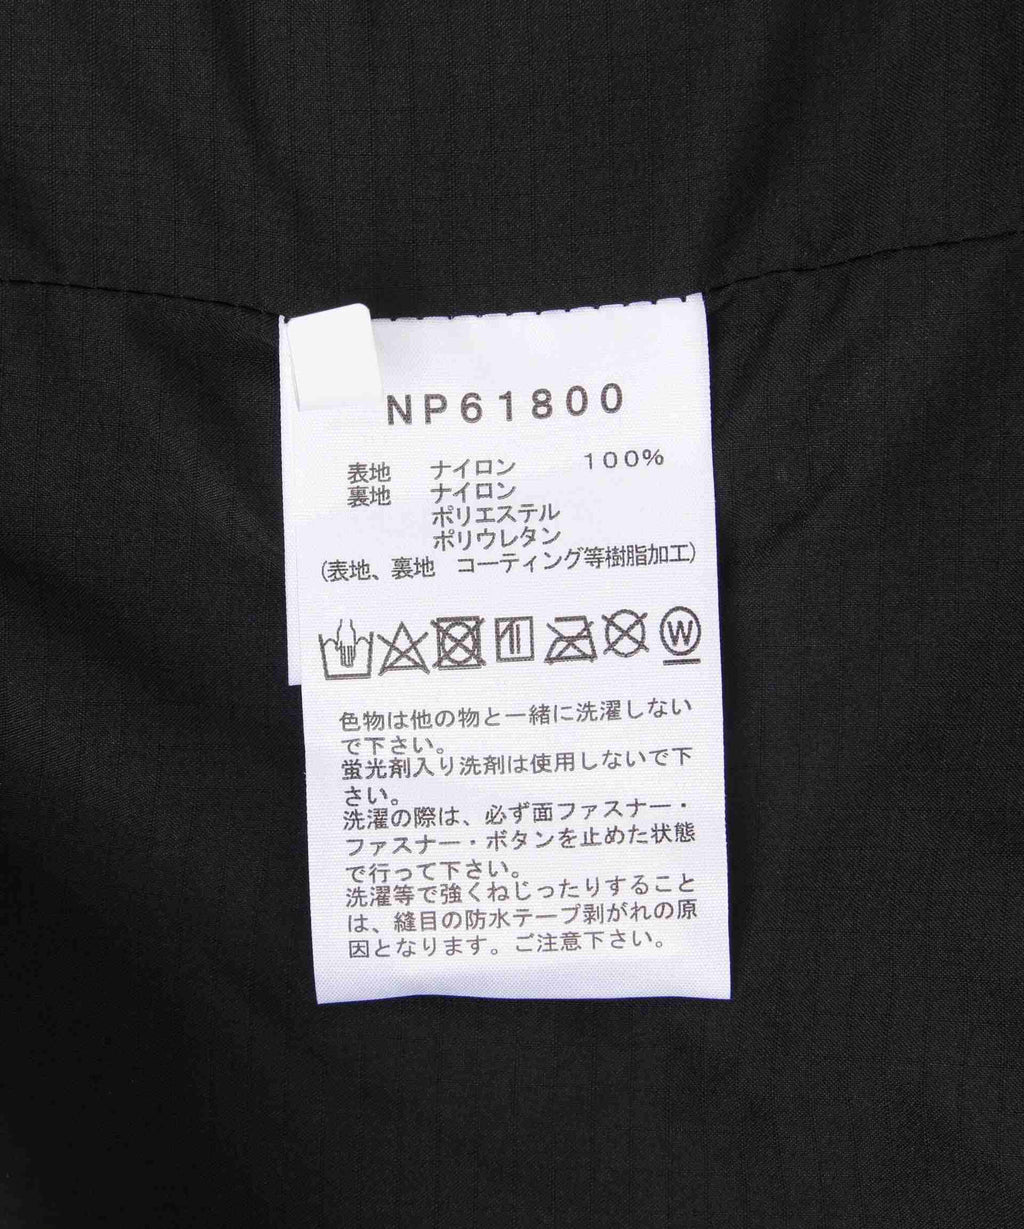 NP61800
表地 ナイロン 100%
裏地 ナイロン
ポリエステル
ポリウレタン
(表地、裏地 コーティング等樹脂加工)
W
色物は他の物と一緒に洗濯しない
で下さい。
蛍光剤入り洗剤は使用しないで下
さい。
洗濯の際は、必ず面ファスナー・
ファスナー・ボタンを止めた状態
で行って下さい。
洗濯等で強くねじったりすること
は、縫目の防水テープ剥がれの原
因となります。ご注意下さい。